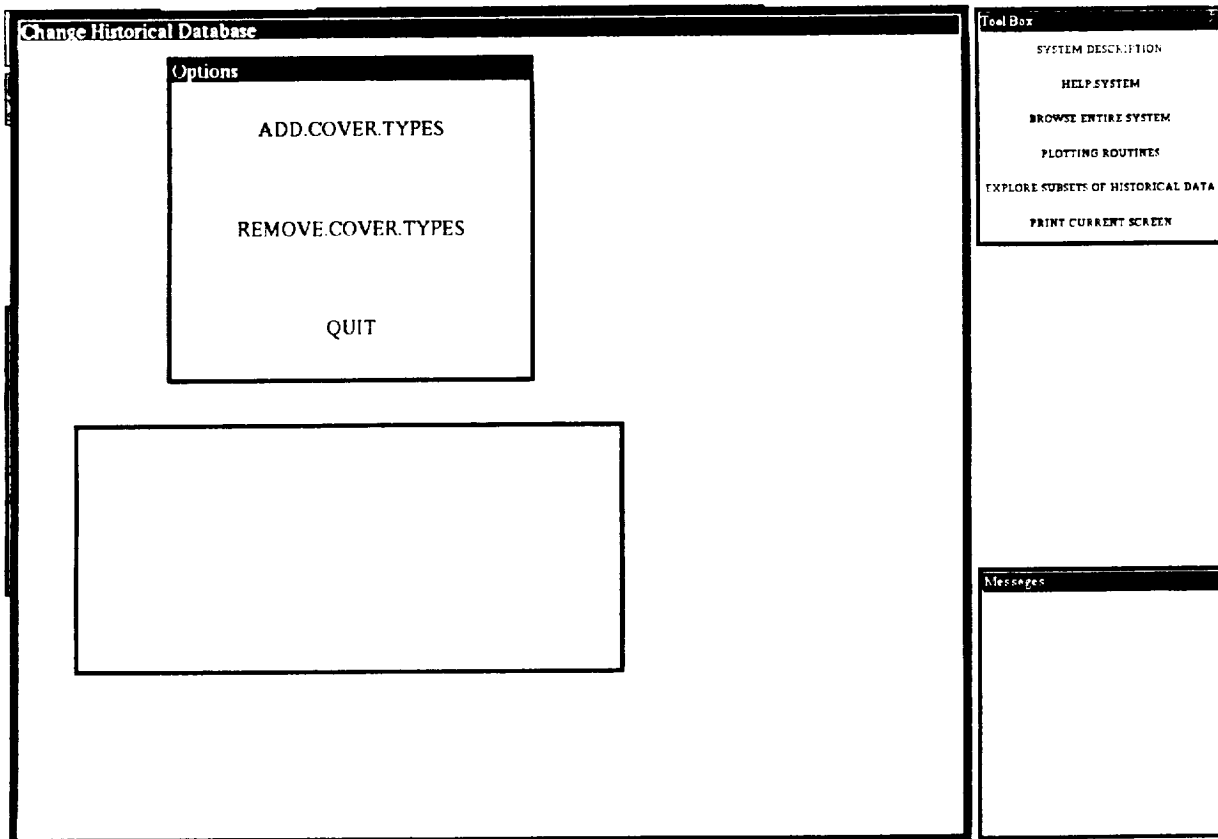 Change Historical Database
Options
ADD.COVER.TYPES
REMOVE.COVER.TYPES
QUIT
Tool Box
SYSTEM DESCRIPTION
HELP.SYSTEM
BROWSE ENTIRE SYSTEM
PLOTTING ROUTINES
EXPLORE SUBSETS OF HISTORICAL DATA
PRINT CURRENT SCREEN
Messages